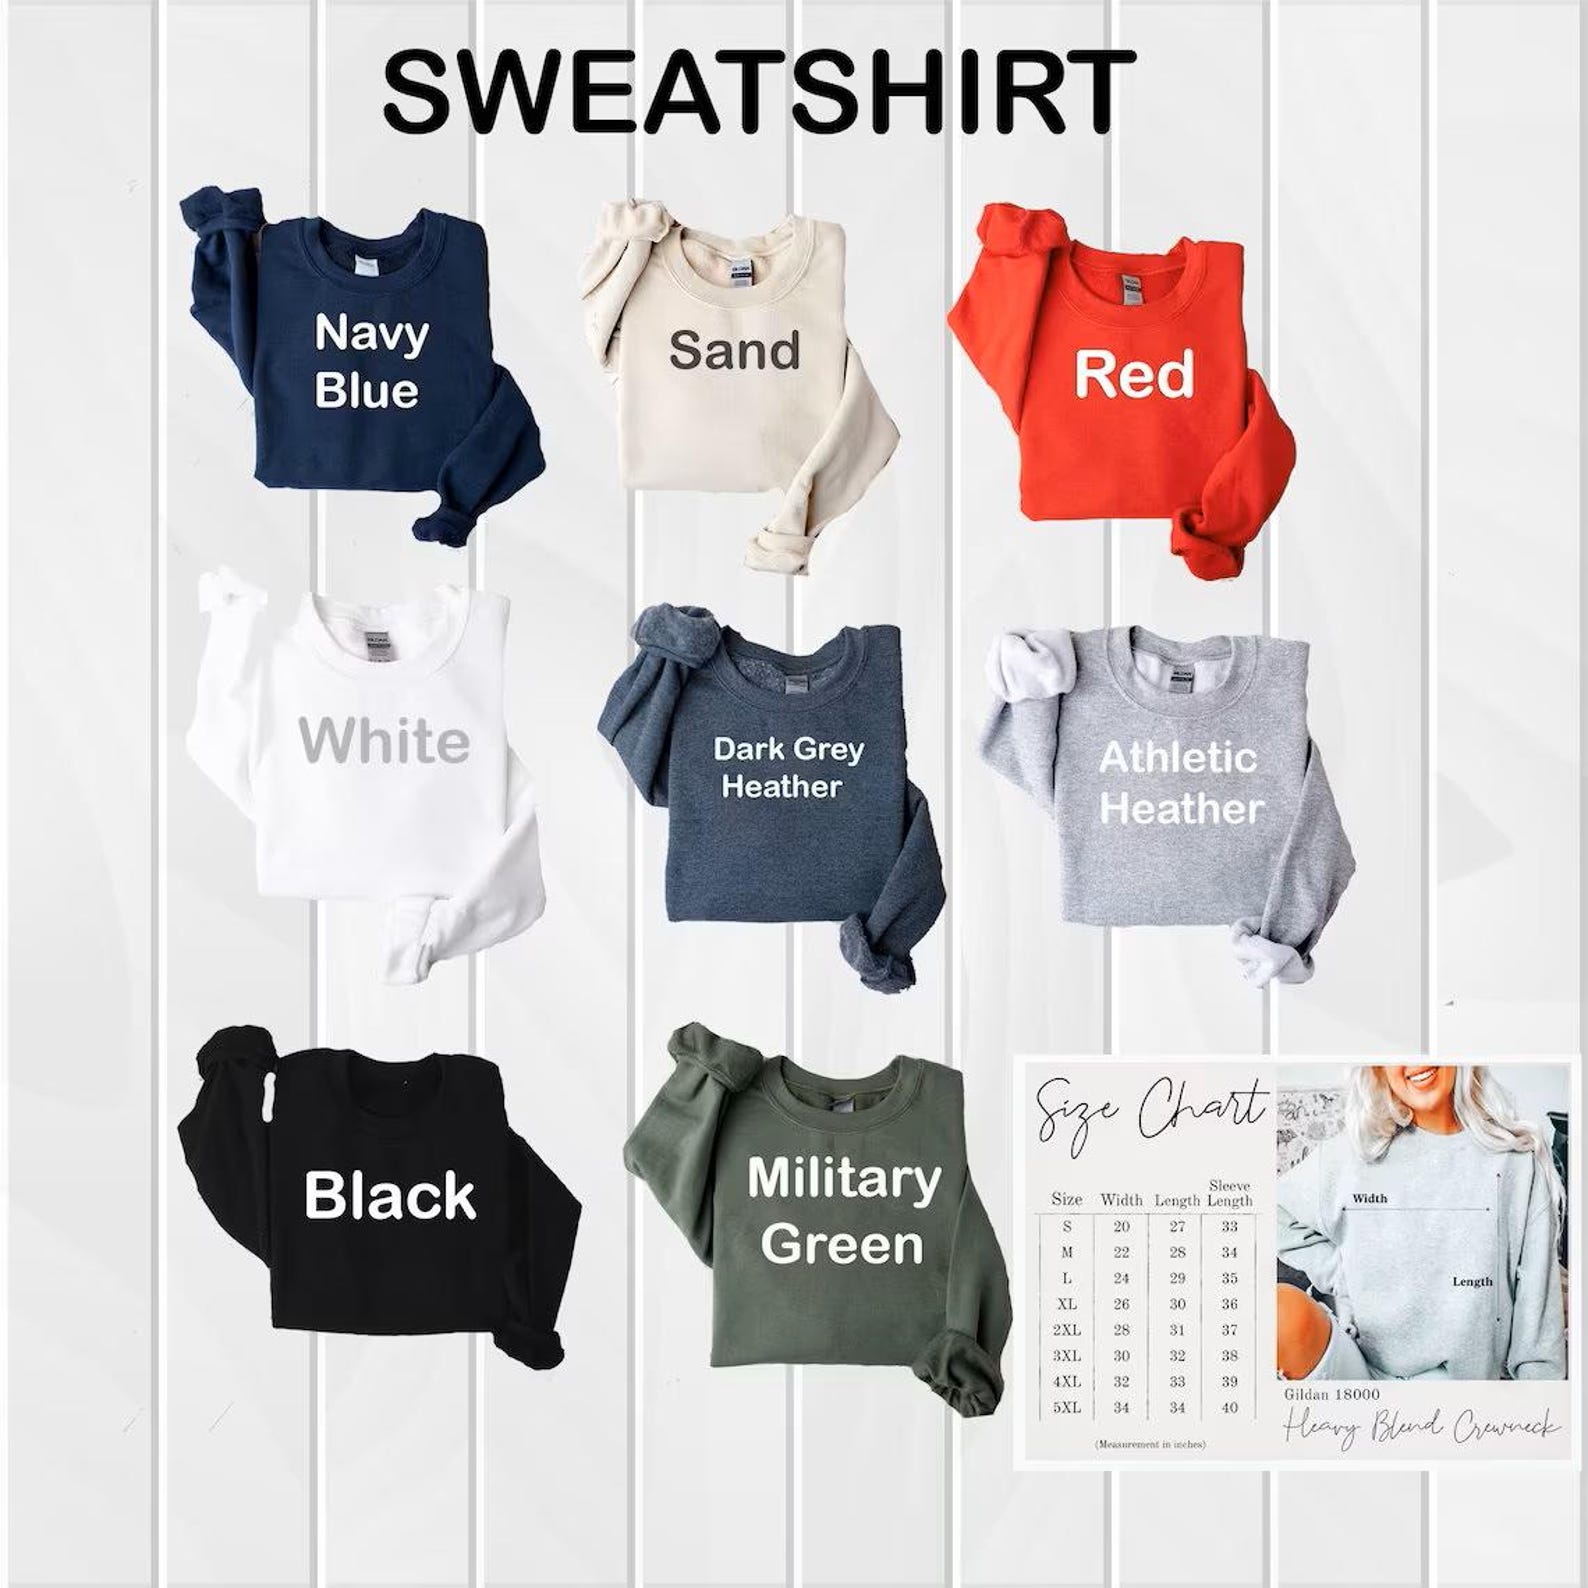 SWEATSHIRT
Navy
Blue
Sand
Red
White
Dark Grey
Heather
Athletic
Heather
Black
Military
Green
Size Chart
Size Width Length Sleeve Length
S 20 27 33
M 22 28 34
L 24 29 35
XL 26 30 36
2XL 28 31 37
3XL 30 32 38
4XL 32 33 39
5XL 34 34 40
(Measurement in inches)
Width
Length
Gildan 18000
Heavy Blend Crewneck